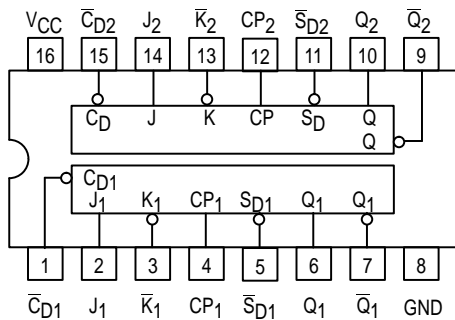 VCC C̅D2 J2 K̅2 CP2 S̅D2 Q2 Q̅2
16 15 14 13 12 11 10 9
CD J K CP SD Q
Q
CD1
J1 K1 CP1 SD1 Q1 Q1
1 2 3 4 5 6 7 8
C̅D1 J1 K̅1 CP1 S̅D1 Q1 Q̅1 GND